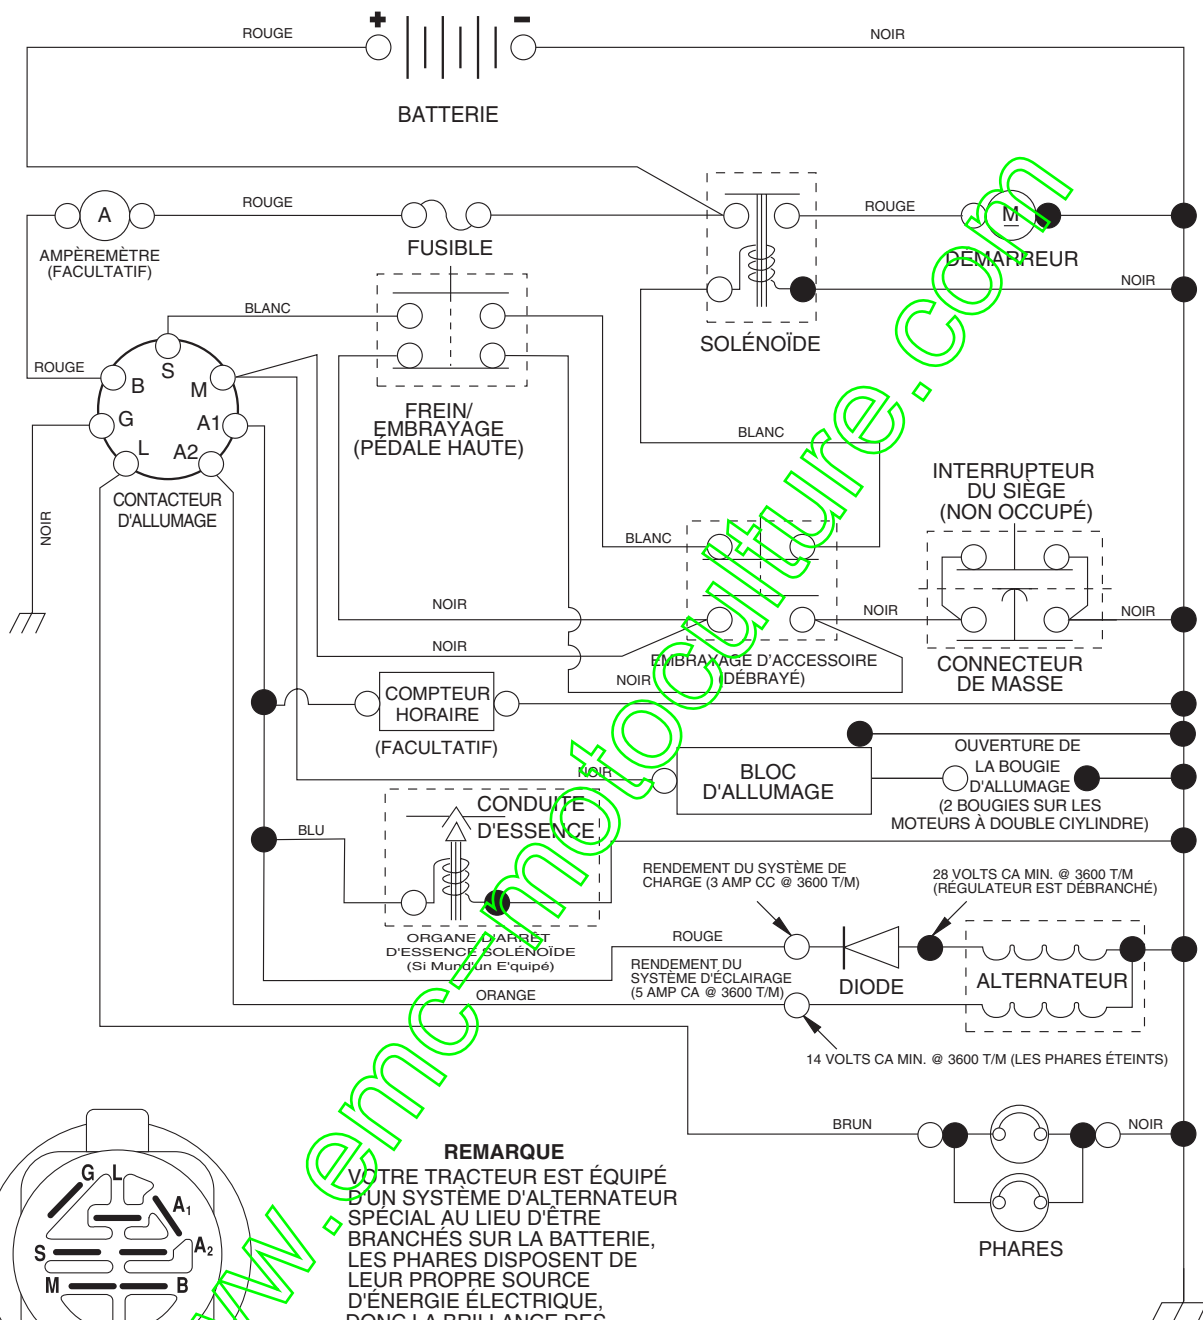 + −
ROUGE
NOIR
BATTERIE
ROUGE
A
AMPÈREMÈTRE
(FACULTATIF)
FUSIBLE
ROUGE
M
DÉMARREUR
NOIR
SOLÉNOÏDE
BLANC
ROUGE
S
B
M
G
A1
L
A2
CONTACTEUR
D'ALLUMAGE
NOIR
FREIN/
EMBRAYAGE
(PÉDALE HAUTE)
BLANC
INTERRUPTEUR
DU SIÈGE
(NON OCCUPÉ)
BLANC
NOIR
NOIR
NOIR
NOIR
EMBRAYAGE D'ACCESSOIRE
(DÉBRAYÉ)
NOIR
CONNECTEUR
DE MASSE
COMPTEUR
HORAIRE
(FACULTATIF)
NOIR
BLOC
D'ALLUMAGE
OUVERTURE DE
LA BOUGIE
D'ALLUMAGE
(2 BOUGIES SUR LES
MOTEURS À DOUBLE CIYLINDRE)
CONDUITE
D'ESSENCE
BLU
ORGANE D'ARRÊT
D'ESSENCE SOLÉNOÏDE
(Si Mund'un E'quipé)
RENDEMENT DU SYSTÈME DE
CHARGE (3 AMP CC @ 3600 T/M)
28 VOLTS CA MIN. @ 3600 T/M
(RÉGULATEUR EST DÉBRANCHÉ)
ROUGE
RENDEMENT DU
SYSTÈME D'ÉCLAIRAGE
(5 AMP CA @ 3600 T/M)
DIODE
ALTERNATEUR
ORANGE
14 VOLTS CA MIN. @ 3600 T/M (LES PHARES ÉTEINTS)
BRUN
NOIR
PHARES
G L
A1
S
A2
M
B
REMARQUE
VOTRE TRACTEUR EST ÉQUIPÉ
D'UN SYSTÈME D'ALTERNATEUR
SPÉCIAL AU LIEU D'ÊTRE
BRANCHÉS SUR LA BATTERIE,
LES PHARES DISPOSENT DE
LEUR PROPRE SOURCE
D'ÉNERGIE ÉLECTRIQUE,
DONC LA BRILLANCE DES
w.emc-motoculture.com